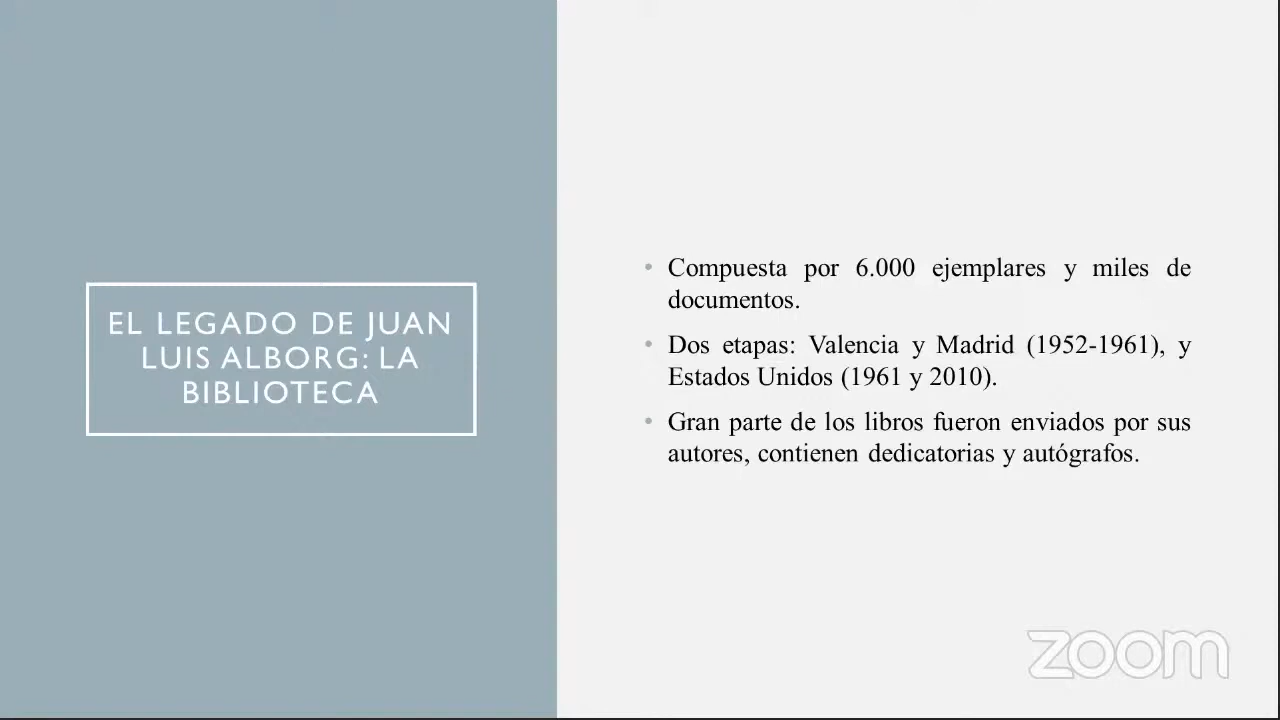 EL LEGADO DE JUAN
LUIS ALBORG: LA
BIBLIOTECA
• Compuesta por 6.000 ejemplares y miles de
documentos.
• Dos etapas: Valencia y Madrid (1952-1961), y
Estados Unidos (1961 y 2010).
• Gran parte de los libros fueron enviados por sus
autores, contienen dedicatorias y autógrafos.
zoom